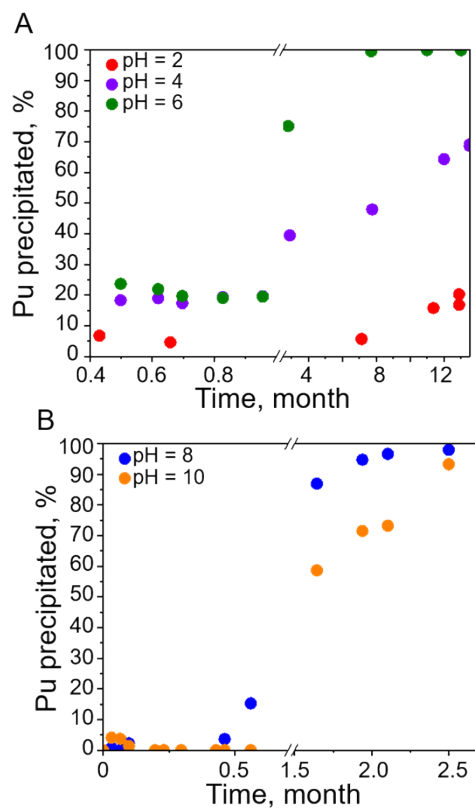 A
Pu precipitated, %
100
90
80
70
60
50
40
30
20
10
0
pH = 2
pH = 4
pH = 6
0.4 0.6 0.8 4 8 12
Time, month
B
Pu precipitated, %
100
90
80
70
60
50
40
30
20
10
0
pH = 8
pH = 10
0 0.5 1.5 2.0 2.5
Time, month